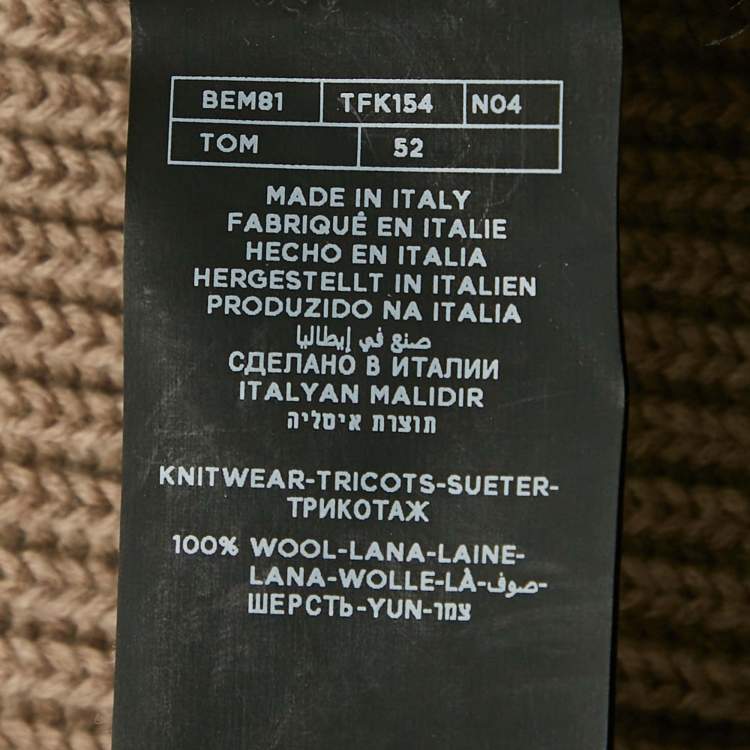 BEM81 TFK154 N04
TOM 52
MADE IN ITALY
FABRIQUÉ EN ITALIE
HECHO EN ITALIA
HERGESTELLT IN ITALIEN
PRODUZIDO NA ITALIA
صنع في إيطاليا
СДЕЛАНО В ИТАЛИИ
ITALYAN MALIDIR
תוצרת איטליה
KNITWEAR-TRICOTS-SUETER-
ТРИКОТАЖ
100% WOOL-LANA-LAINE-
LANA-WOLLE-LÀ-صوف-
ШЕРСТЬ-YUN-צמר